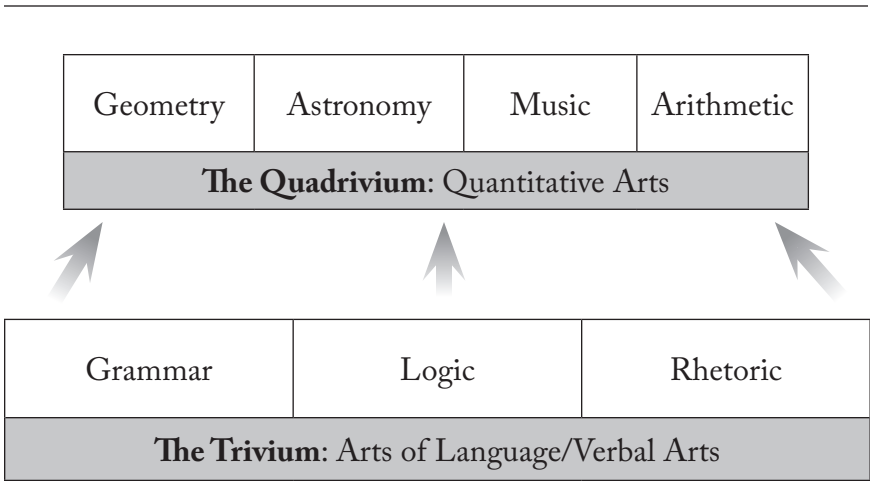 Geometry Astronomy Music Arithmetic
The Quadrivium: Quantitative Arts
Grammar Logic Rhetoric
The Trivium: Arts of Language/Verbal Arts